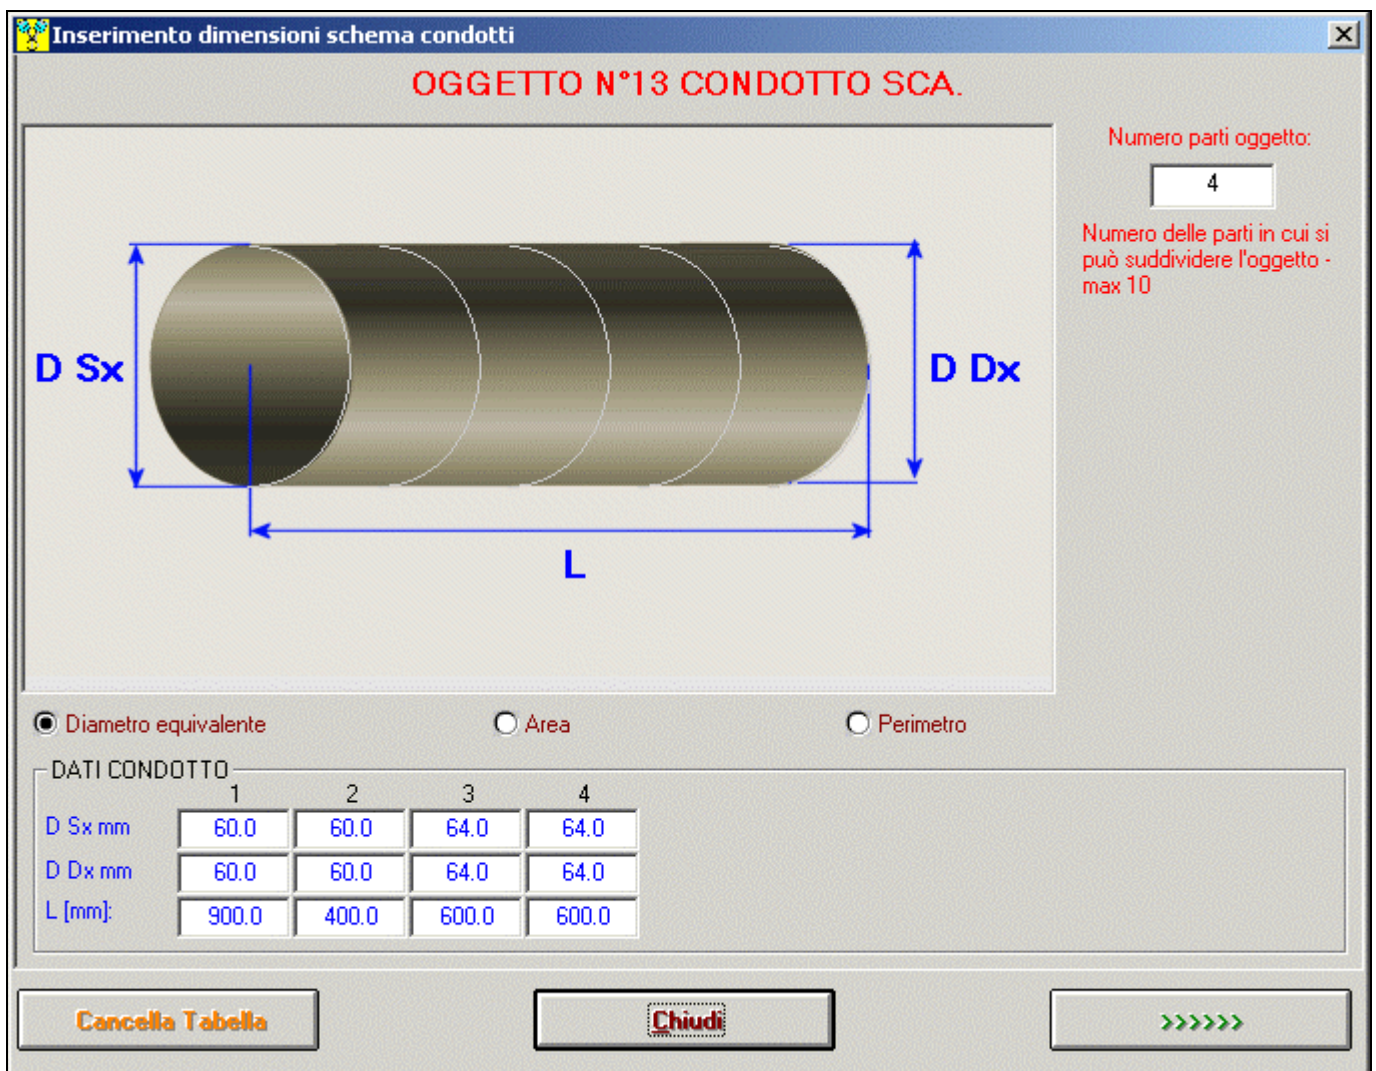 Inserimento dimensioni schema condotti
OGGETTO N°13 CONDOTTO SCA.
Numero parti oggetto:
4
Numero delle parti in cui si
può suddividere l'oggetto -
max 10
D Sx
D Dx
L
Diametro equivalente Area Perimetro
DATI CONDOTTO
1 2 3 4
D Sx mm 60.0 60.0 64.0 64.0
D Dx mm 60.0 60.0 64.0 64.0
L [mm]: 900.0 400.0 600.0 600.0
Cancella Tabella Chiudi >>>>>>